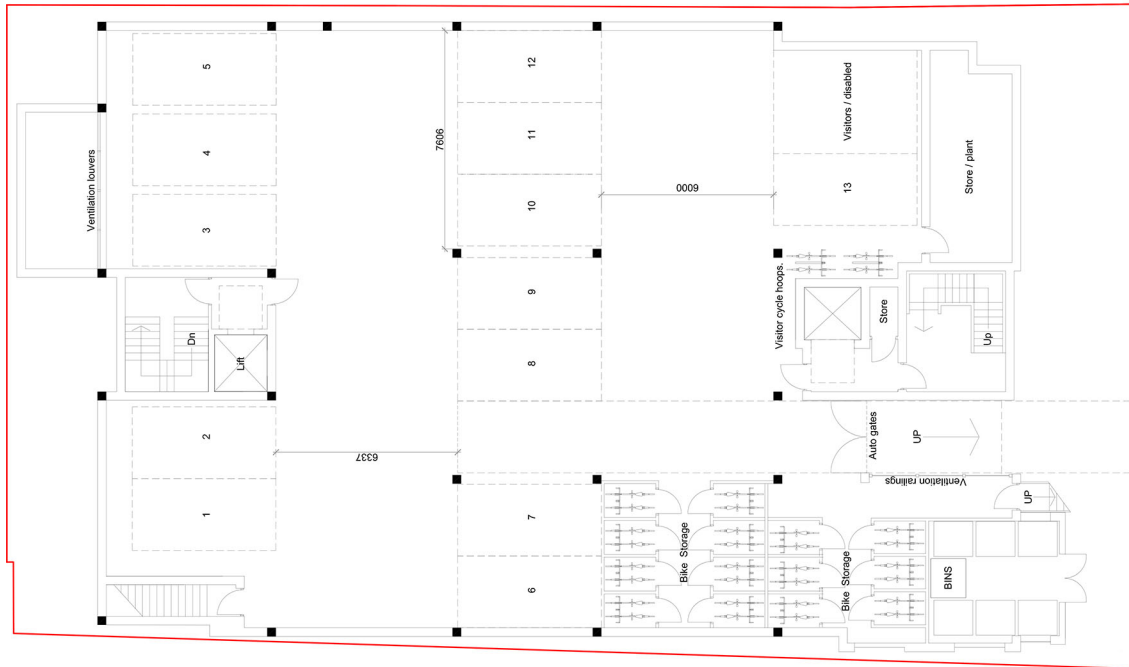 5
4
3
Ventilation louvers
Dn
Lift
2
1
12
11
10
7606
9
8
6337
7
6
6000
Visitors / disabled
13
Store / plant
Visitor cycle hoops.
Store
Up
Auto gates
UP
Ventilation railings
UP
Bike Storage
Bike Storage
BINS